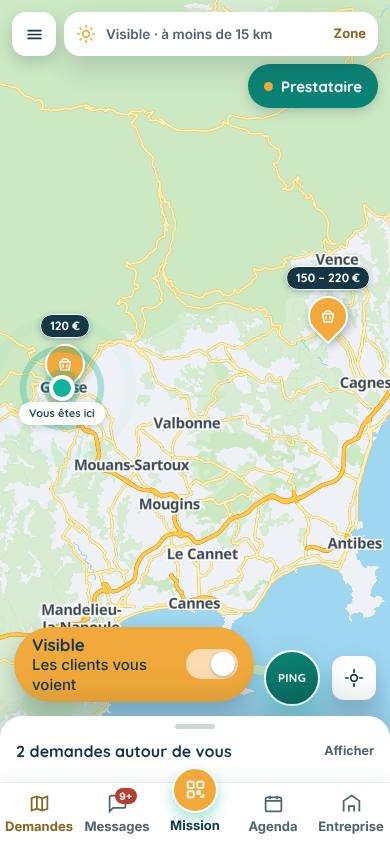 Visible · à moins de 15 km
Zone
Prestataire
Vence
150 – 220 €
120 €
Cagnes
Vous êtes ici
Valbonne
Mouans-Sartoux
Mougins
Antibes
Le Cannet
Cannes
Mandelieu-
la-Napoule
Visible
Les clients vous
voient
PING
2 demandes autour de vous
Afficher
9+
Demandes
Messages
Mission
Agenda
Entreprise